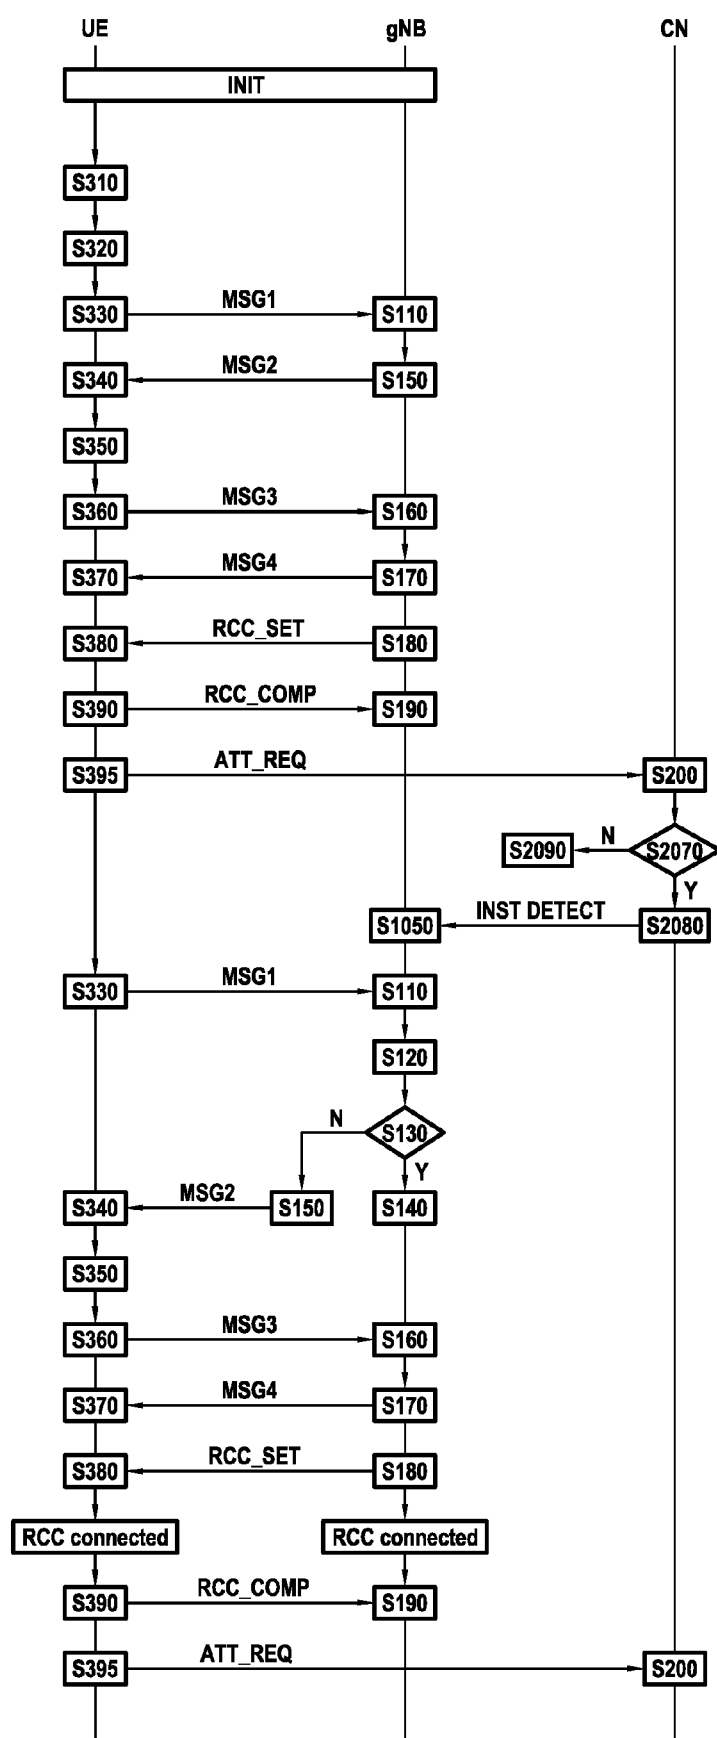 UE gNB CN
INIT
S310
S320
S330 MSG1 S110
S340 MSG2 S150
S350
S360 MSG3 S160
S370 MSG4 S170
S380 RCC_SET S180
S390 RCC_COMP S190
S395 ATT_REQ S200
S2090 N S2070
Y
S1050 INST DETECT S2080
S330 MSG1 S110
S120
N S130
Y
S340 MSG2 S150 S140
S350
S360 MSG3 S160
S370 MSG4 S170
S380 RCC_SET S180
RCC connected RCC connected
S390 RCC_COMP S190
S395 ATT_REQ S200